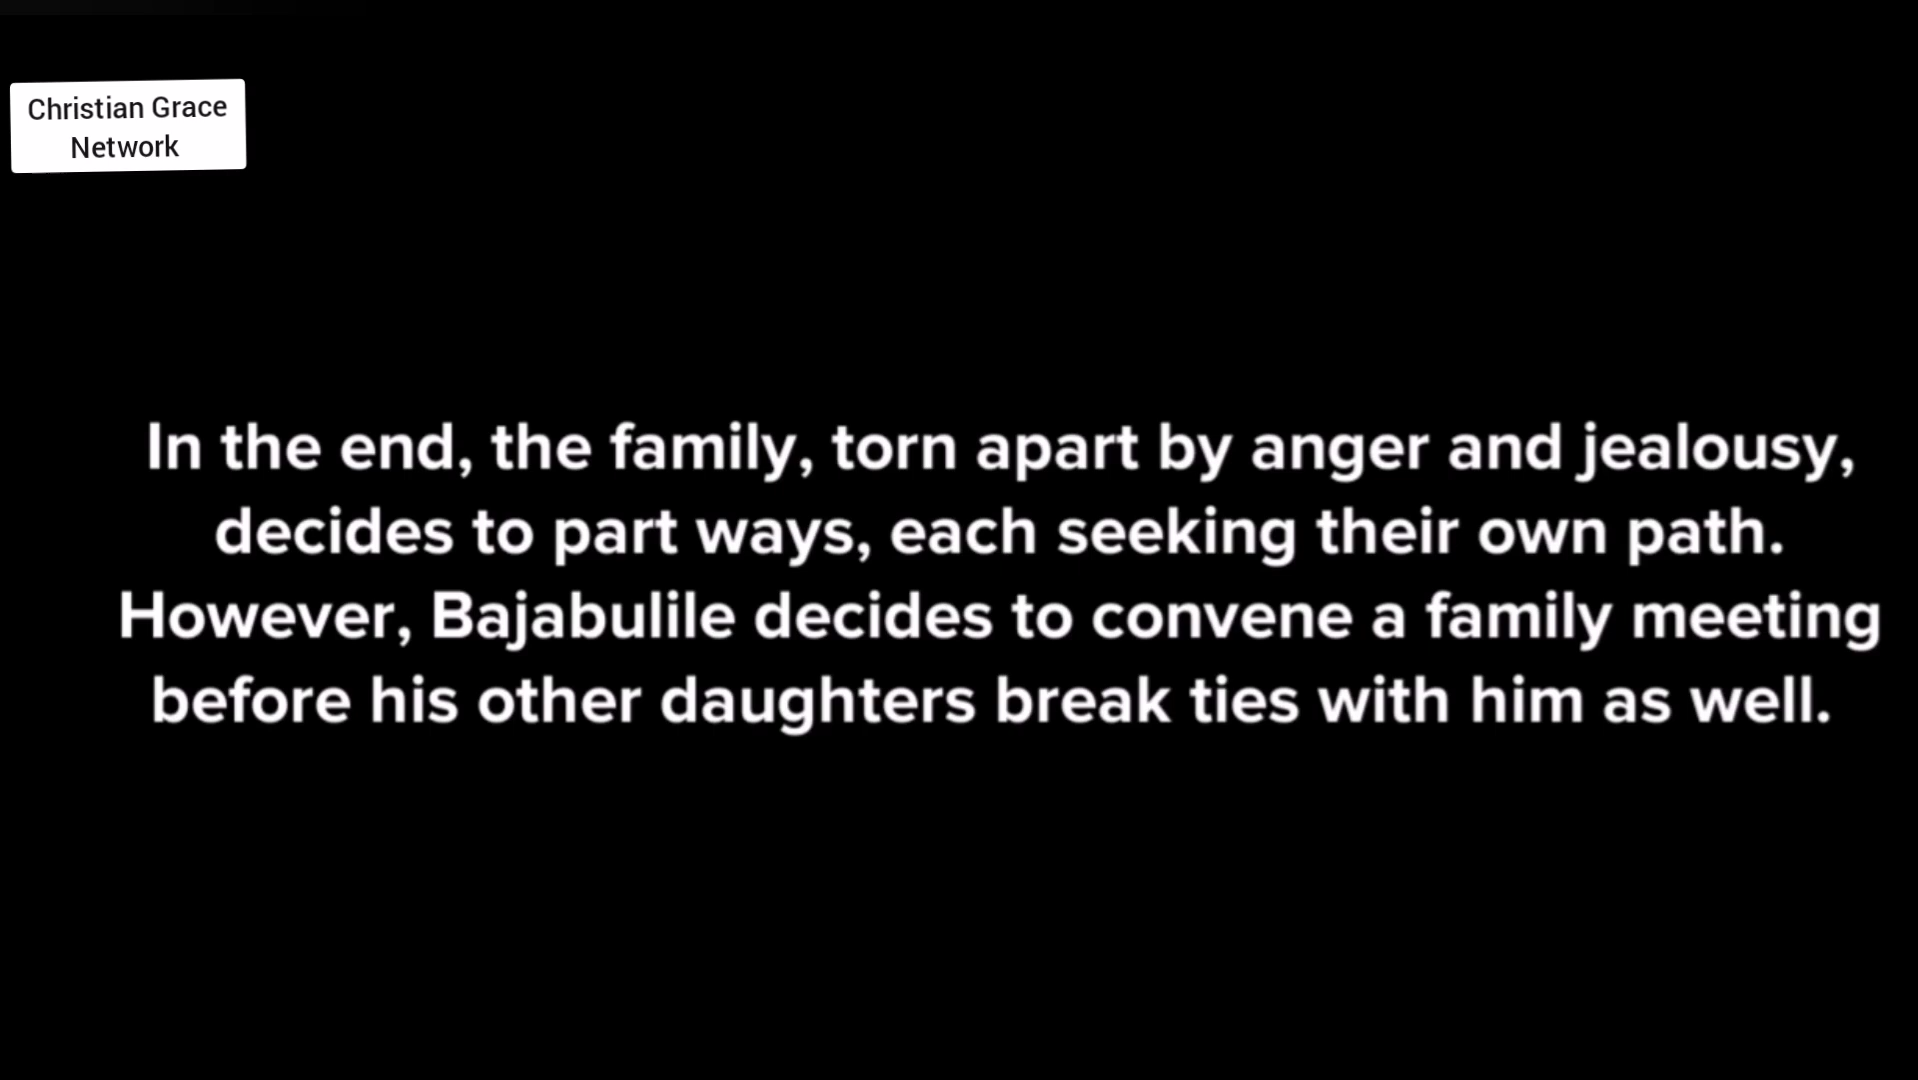 Christian Grace
Network
In the end, the family, torn apart by anger and jealousy,
decides to part ways, each seeking their own path.
However, Bajabulile decides to convene a family meeting
before his other daughters break ties with him as well.